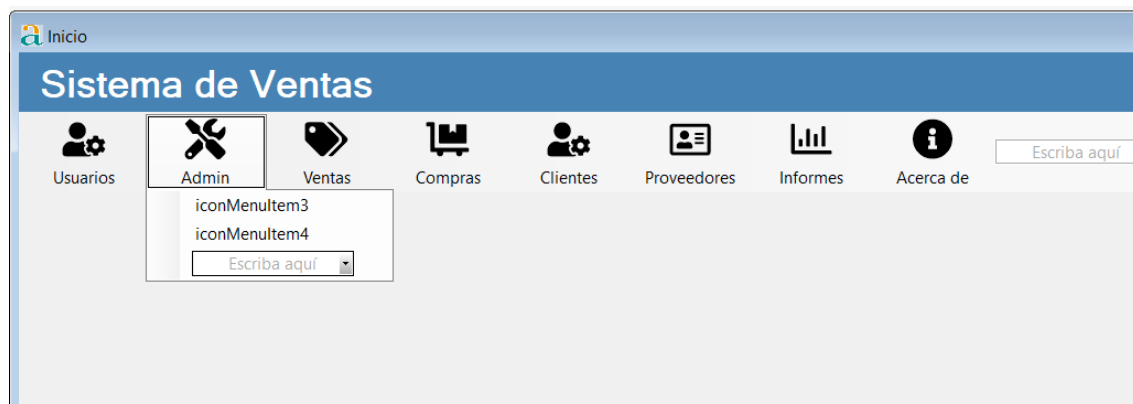 Inicio
Sistema de Ventas
Usuarios Admin Ventas Compras Clientes Proveedores Informes Acerca de Escriba aquí
iconMenuItem3
iconMenuItem4
Escriba aquí